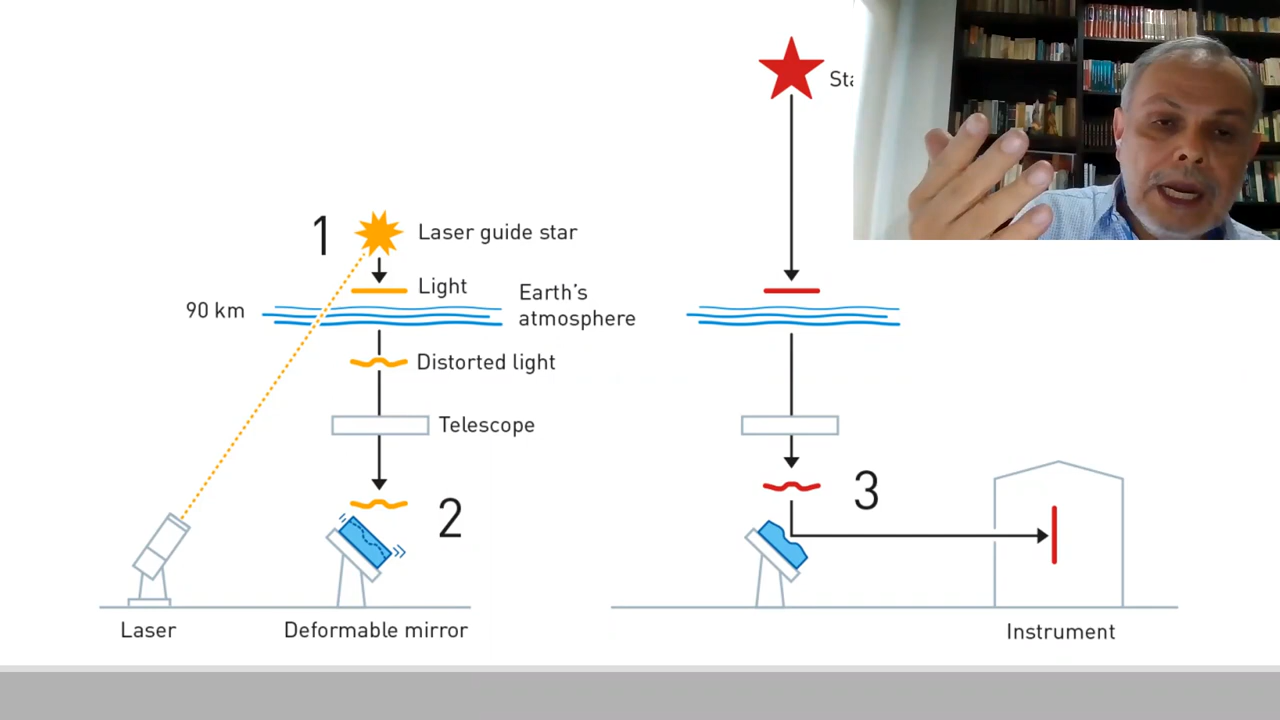 1
Laser guide star
Light
90 km
Earth's
atmosphere
Distorted light
Telescope
2
3
Laser
Deformable mirror
Instrument